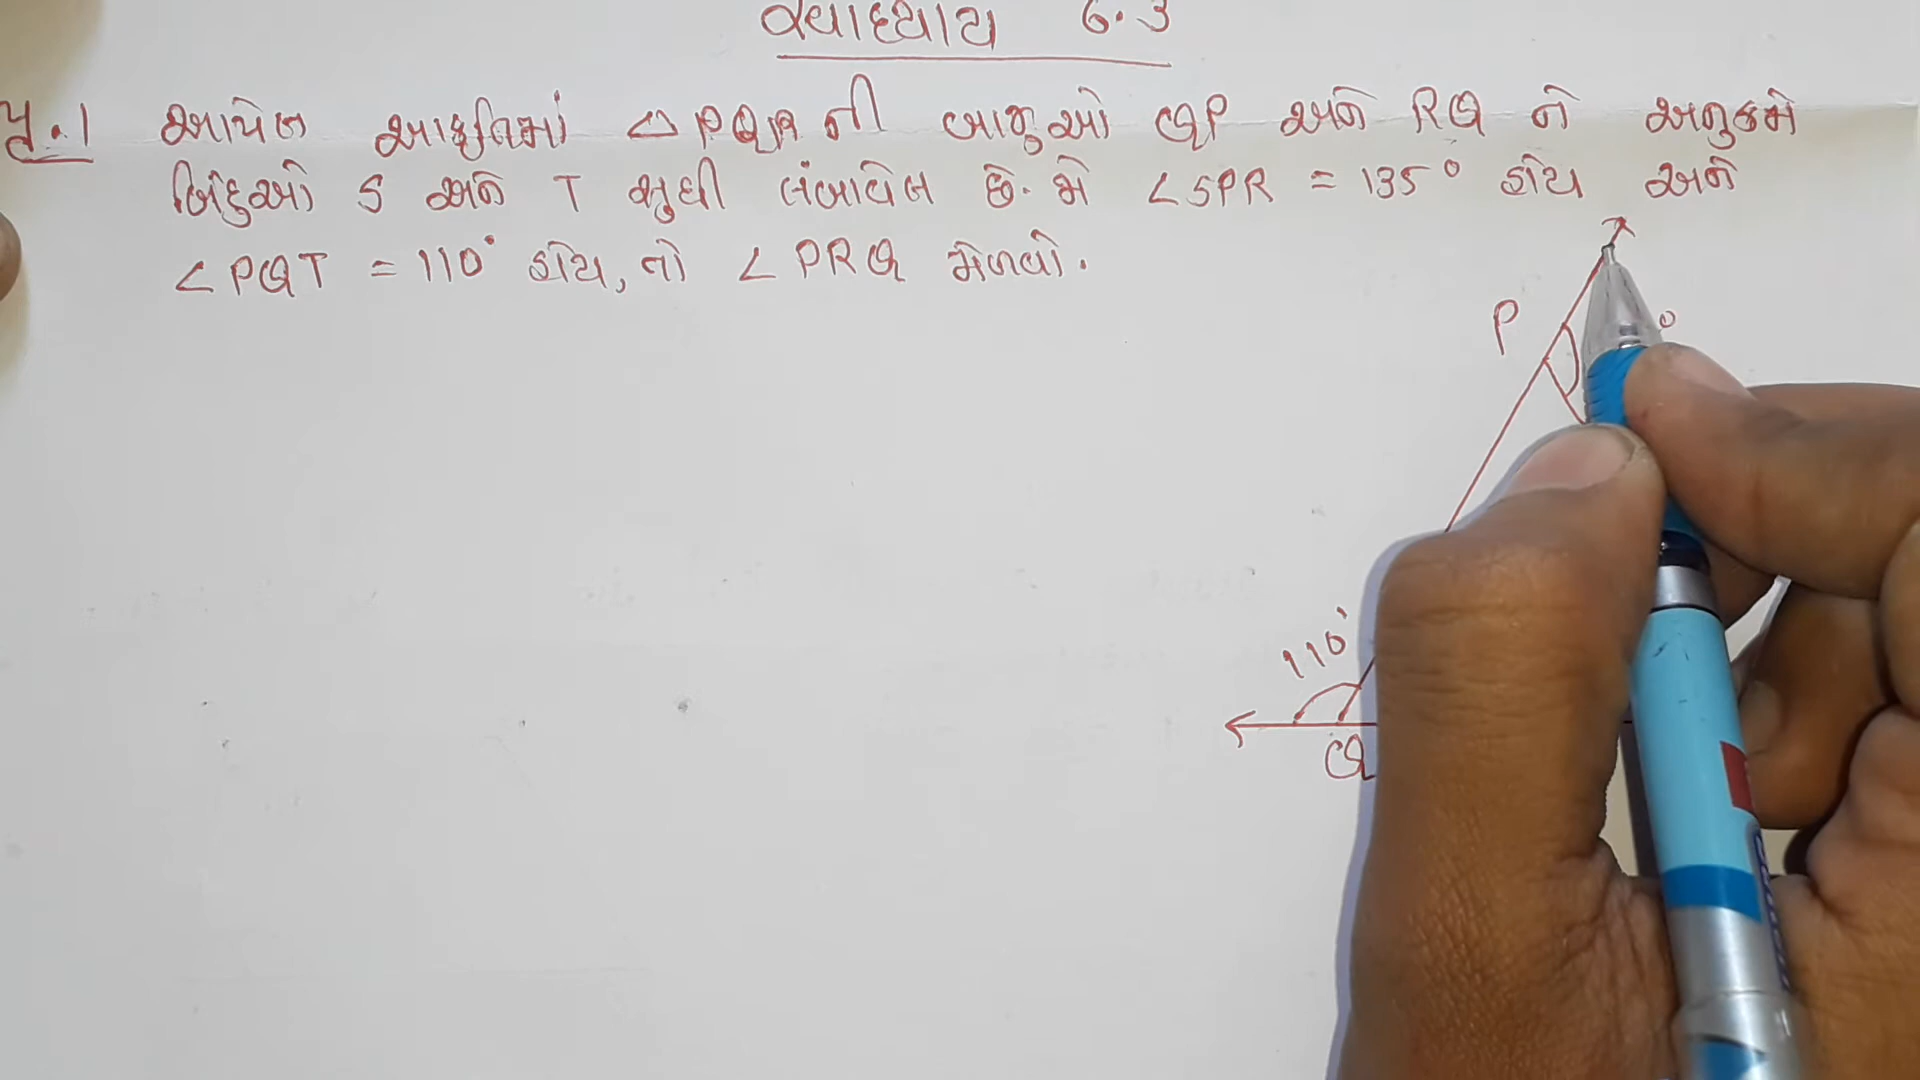 સ્વાધ્યાય 6.3
પ્ર.1 આપેલ આકૃતિમાં △PQR ની બાજુઓ QP અને RQ ને અનુક્રમે
બિંદુઓ S અને T સુધી લંબાવેલ છે. જો ∠SPR = 135° હોય અને
∠PQT = 110° હોય, તો ∠PRQ મેળવો.
P
110°
Q